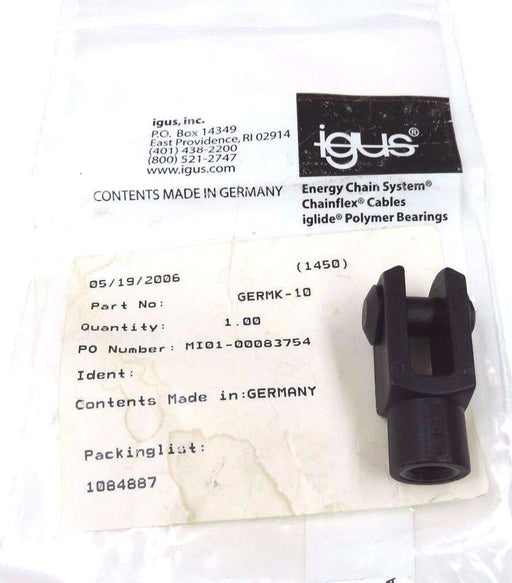 igus, inc.
P.O. Box 14349
East Providence, RI 02914
(401) 438-2200
(800) 521-2747
www.igus.com
CONTENTS MADE IN GERMANY
igus®
Energy Chain System®
Chainflex® Cables
iglide® Polymer Bearings
05/19/2006 (1450)
Part No: GERMK-10
Quantity: 1.00
PO Number: MI01-00083754
Ident:
Contents Made in:GERMANY
Packinglist:
1084887